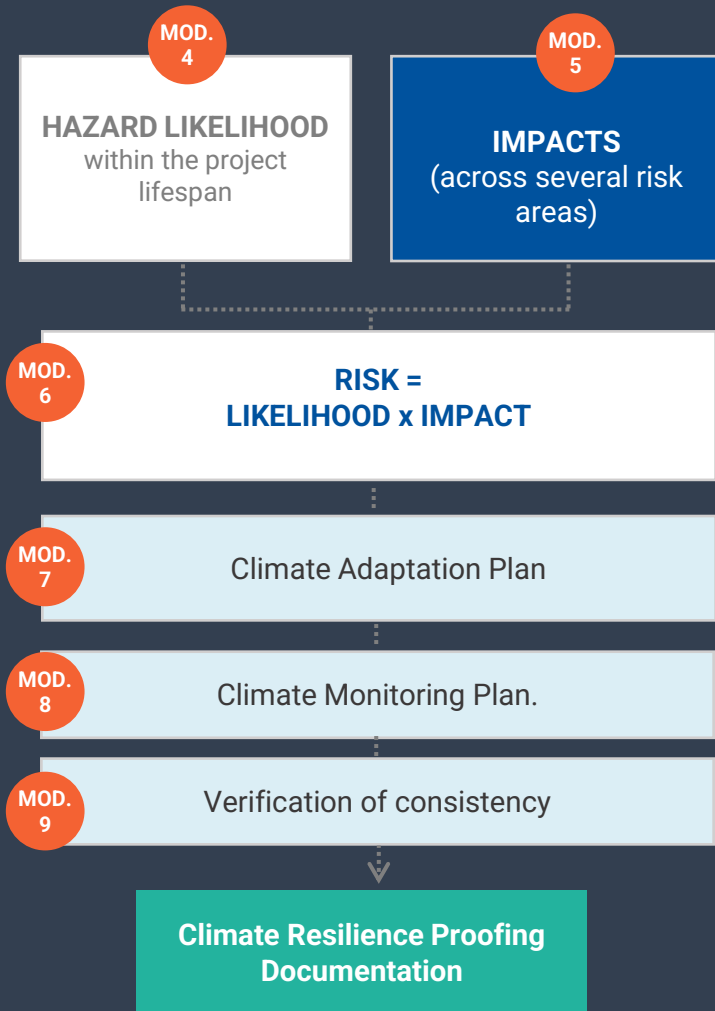 MOD.
4
HAZARD LIKELIHOOD
within the project
lifespan
MOD.
5
IMPACTS
(across several risk
areas)
MOD.
6
RISK =
LIKELIHOOD x IMPACT
MOD.
7
Climate Adaptation Plan
MOD.
8
Climate Monitoring Plan.
MOD.
9
Verification of consistency
Climate Resilience Proofing
Documentation